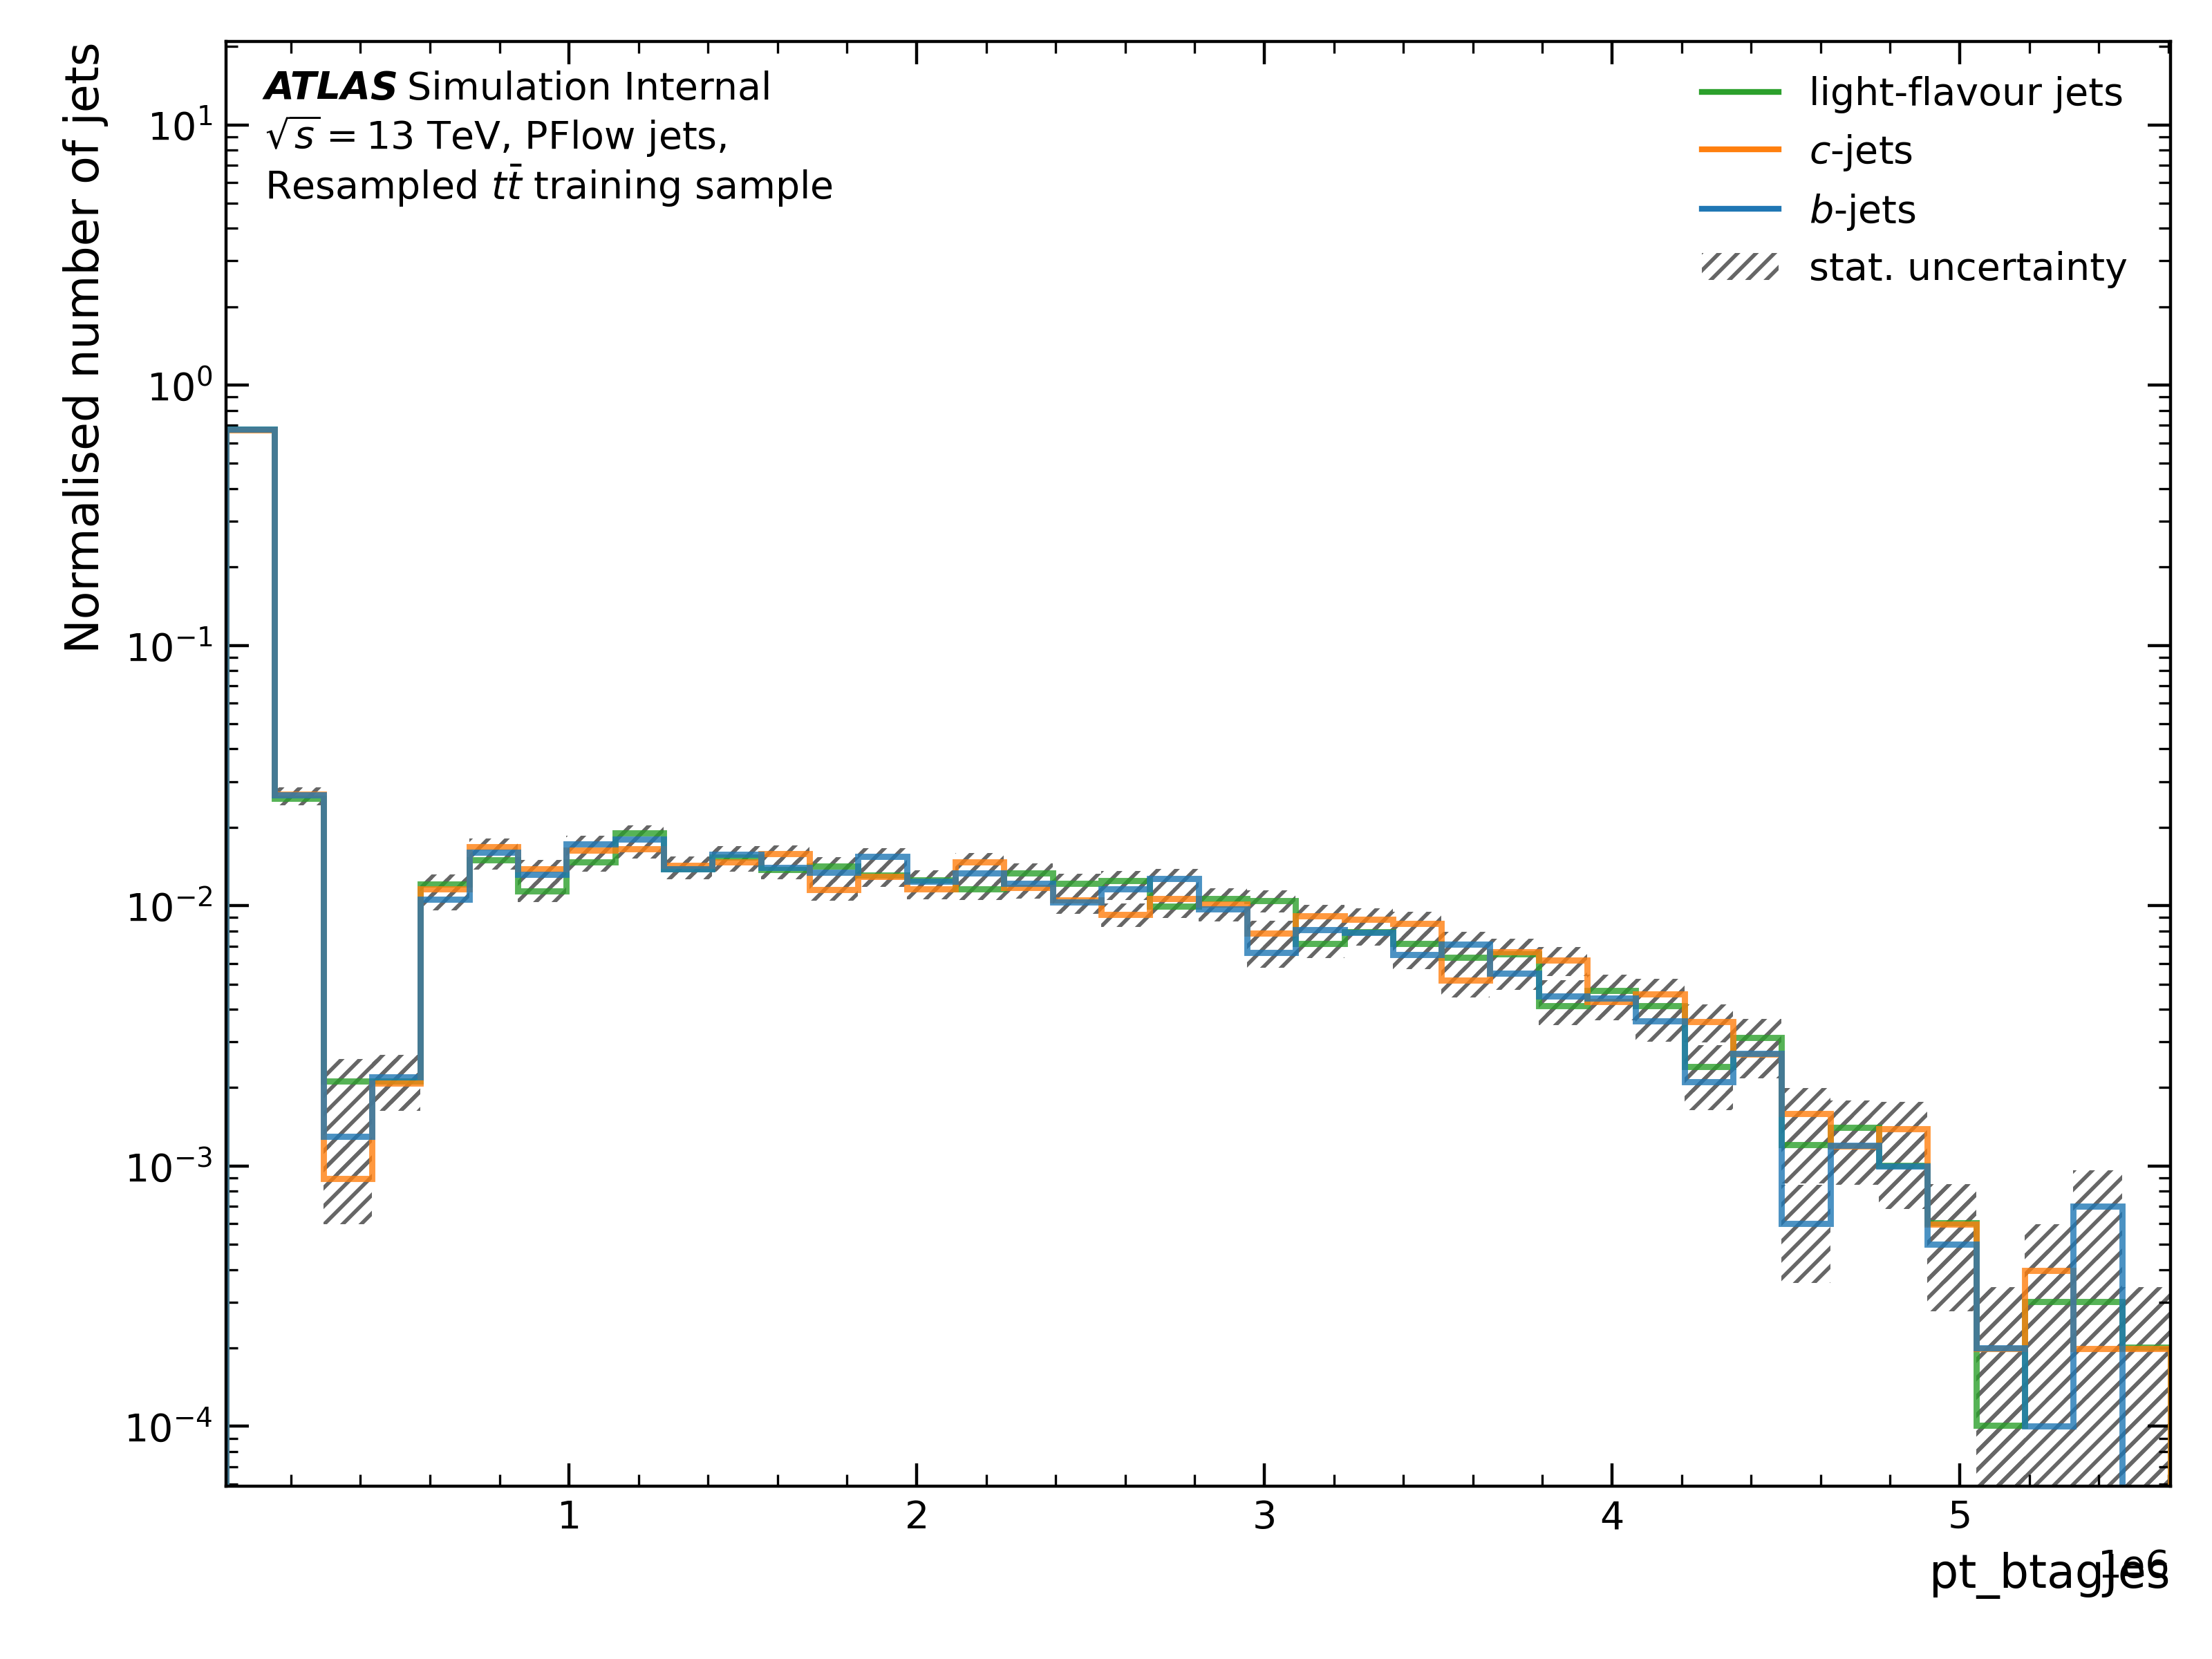 Normalised number of jets
ATLAS Simulation Internal
√s = 13 TeV, PFlow jets,
Resampled tt̄ training sample
light-flavour jets
c-jets
b-jets
stat. uncertainty
10¹
10⁰
10⁻¹
10⁻²
10⁻³
10⁻⁴
1 2 3 4 5
1e6
pt_btagJes